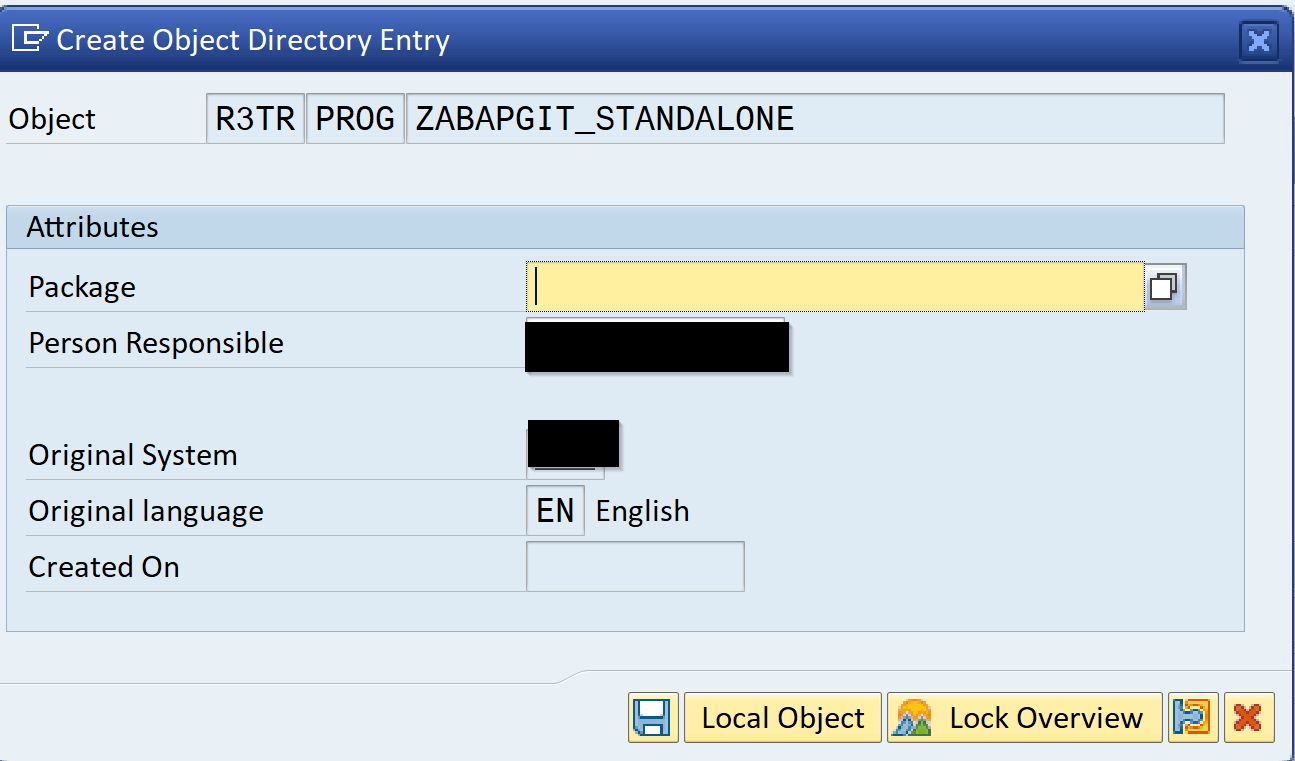 Create Object Directory Entry
Object R3TR PROG ZABAPGIT_STANDALONE
Attributes
Package
Person Responsible
Original System
Original language EN English
Created On
Local Object Lock Overview